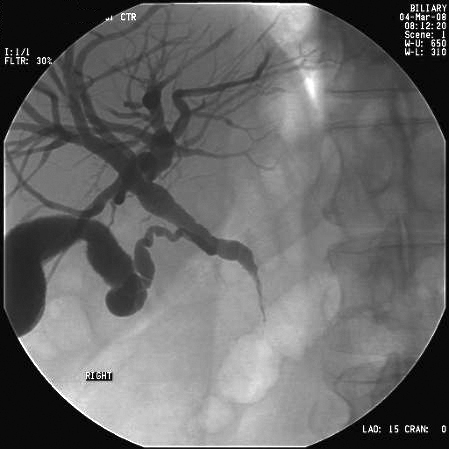 CTR
BILIARY
04-Mar-08
08:12:20
Scene: 1
W-U: 650
W-L: 310
I: 1/1
FLTR: 30%
RIGHT
LAO: 15 CRAN: 0